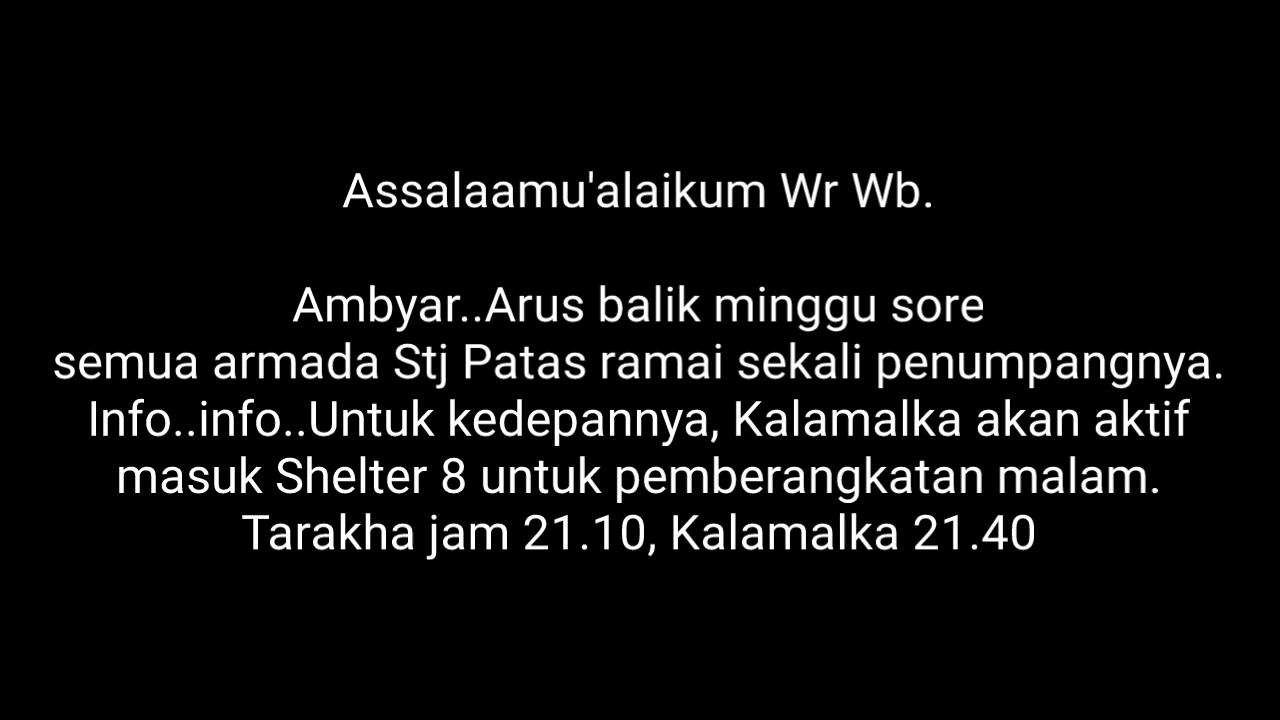 Assalaamu'alaikum Wr Wb.
Ambyar..Arus balik minggu sore
semua armada Stj Patas ramai sekali penumpangnya.
Info..info..Untuk kedepannya, Kalamalka akan aktif
masuk Shelter 8 untuk pemberangkatan malam.
Tarakha jam 21.10, Kalamalka 21.40